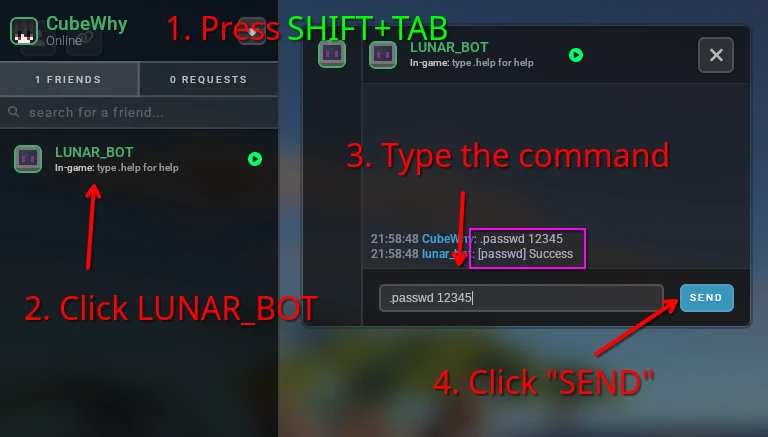 CubeWhy
Online
1. Press SHIFT+TAB
1 FRIENDS
0 REQUESTS
search for a friend...
LUNAR_BOT
In-game: type .help for help
2. Click LUNAR_BOT
LUNAR_BOT
In-game: type .help for help
3. Type the command
21:58:48 CubeWhy: .passwd 12345
21:58:48 lunar_bot: [passwd] Success
.passwd 12345
SEND
4. Click "SEND"